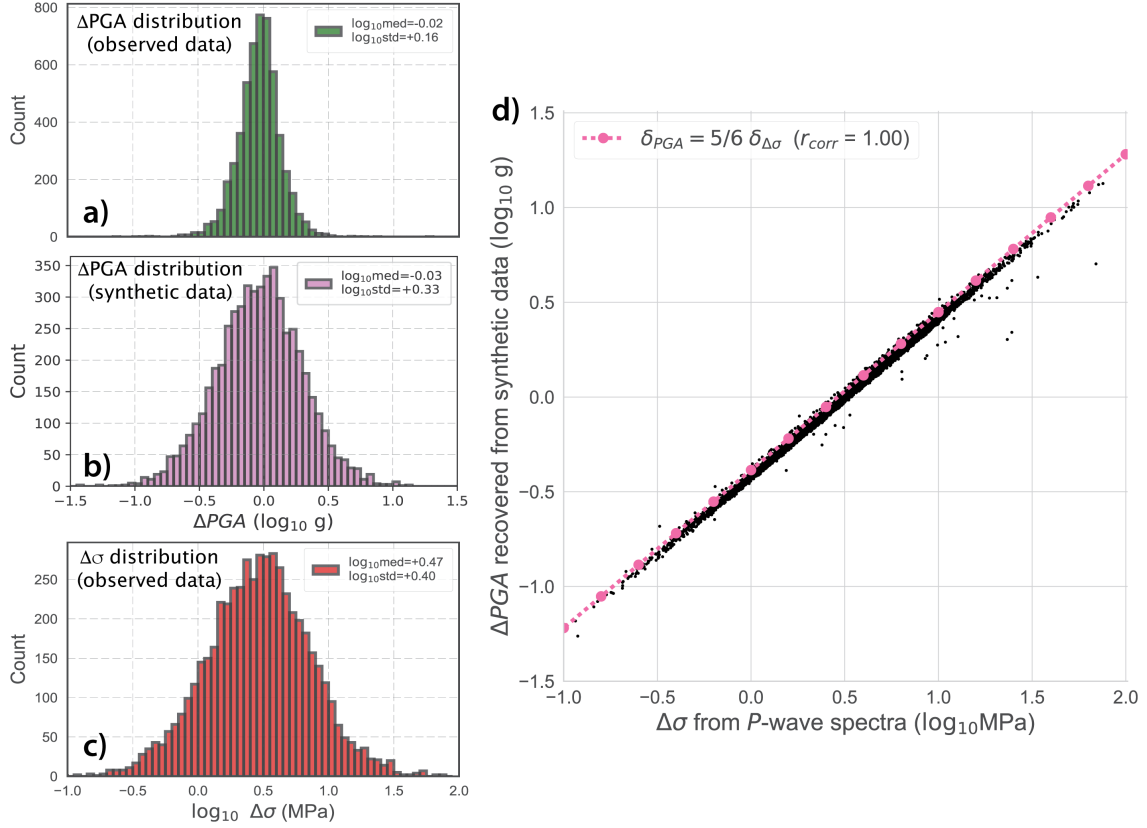 a)
ΔPGA distribution
(observed data)
log₁₀med=-0.02
log₁₀std=+0.16
Count
800
600
400
200
0
b)
ΔPGA distribution
(synthetic data)
log₁₀med=-0.03
log₁₀std=+0.33
Count
350
300
250
200
150
100
50
0
−1.5 −1.0 −0.5 0.0 0.5 1.0 1.5
ΔPGA (log₁₀ g)
c)
Δσ distribution
(observed data)
log₁₀med=+0.47
log₁₀std=+0.40
Count
250
200
150
100
50
0
−1.0 −0.5 0.0 0.5 1.0 1.5 2.0
log₁₀ Δσ (MPa)
d)
δPGA = 5/6 δΔσ (rcorr = 1.00)
ΔPGA recovered from synthetic data (log₁₀ g)
1.5
1.0
0.5
0.0
−0.5
−1.0
−1.5
−1.0 −0.5 0.0 0.5 1.0 1.5 2.0
Δσ from P-wave spectra (log₁₀MPa)